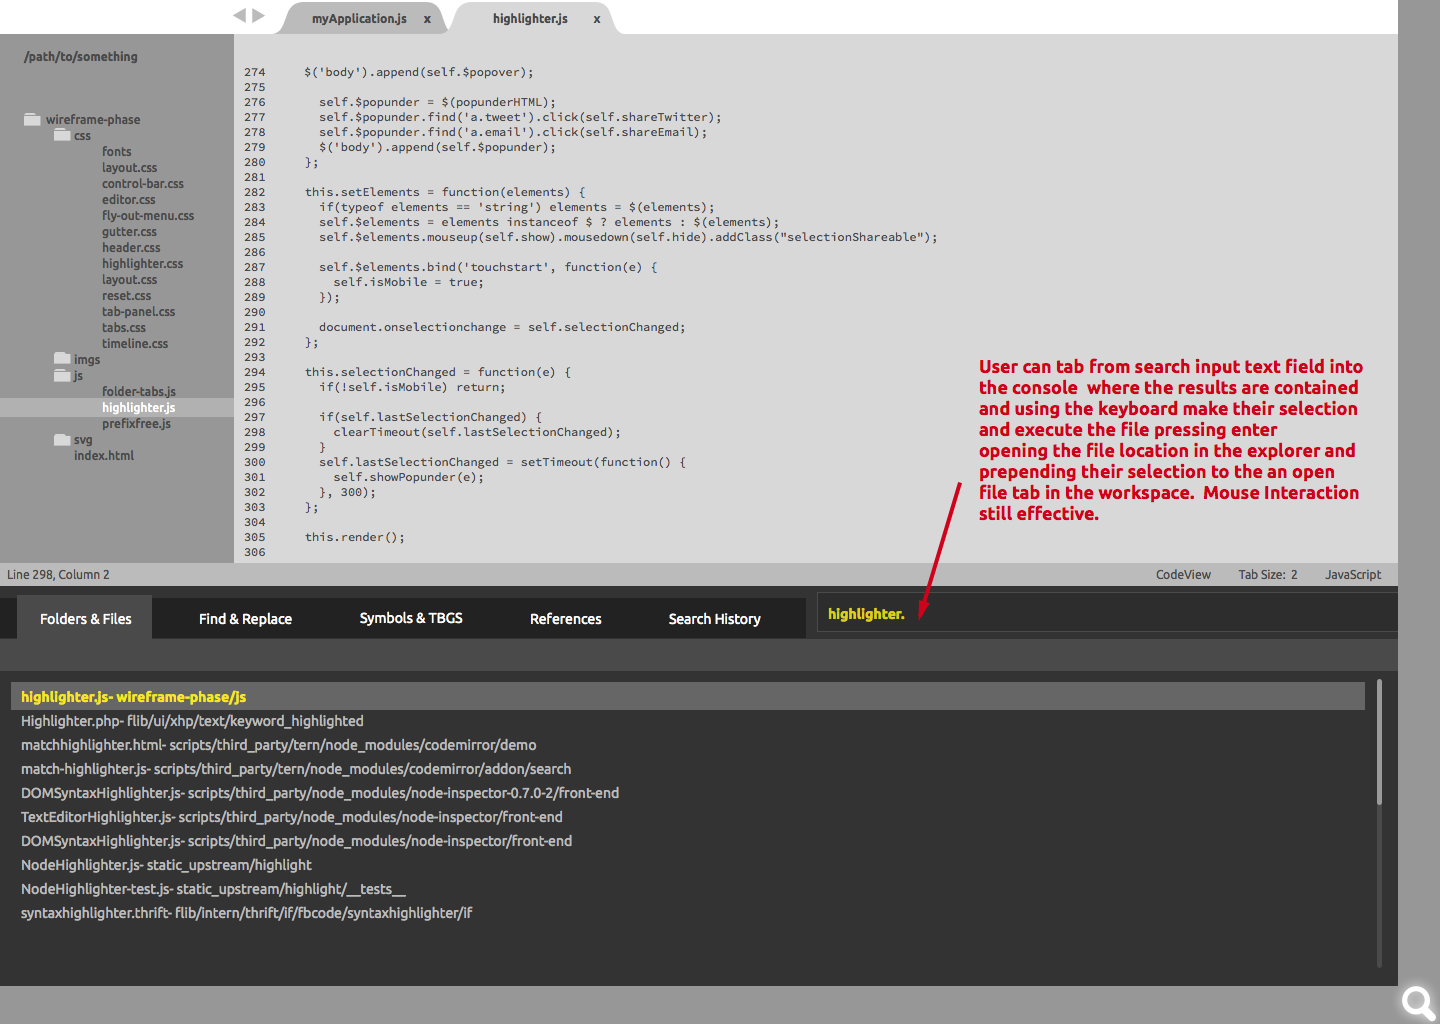 myApplication.js x highlighter.js x
/path/to/something
wireframe-phase
css
fonts
layout.css
control-bar.css
editor.css
fly-out-menu.css
gutter.css
header.css
highlighter.css
layout.css
reset.css
tab-panel.css
tabs.css
timeline.css
imgs
js
folder-tabs.js
highlighter.js
prefixfree.js
svg
index.html
274 $('body').append(self.$popover);
275
276 self.$popunder = $(popunderHTML);
277 self.$popunder.find('a.tweet').click(self.shareTwitter);
278 self.$popunder.find('a.email').click(self.shareEmail);
279 $('body').append(self.$popunder);
280 };
281
282 this.setElements = function(elements) {
283 if(typeof elements == 'string') elements = $(elements);
284 self.$elements = elements instanceof $ ? elements : $(elements);
285 self.$elements.mouseup(self.show).mousedown(self.hide).addClass("selectionShareable");
286
287 self.$elements.bind('touchstart', function(e) {
288 self.isMobile = true;
289 });
290
291 document.onselectionchange = self.selectionChanged;
292 };
293
294 this.selectionChanged = function(e) {
295 if(!self.isMobile) return;
296
297 if(self.lastSelectionChanged) {
298 clearTimeout(self.lastSelectionChanged);
299 }
300 self.lastSelectionChanged = setTimeout(function() {
301 self.showPopunder(e);
302 }, 300);
303 };
304
305 this.render();
306
User can tab from search input text field into
the console  where the results are contained
and using the keyboard make their selection
and execute the file pressing enter
opening the file location in the explorer and
prepending their selection to the an open
file tab in the workspace.  Mouse Interaction
still effective.
Line 298, Column 2 CodeView Tab Size: 2 JavaScript
Folders & Files Find & Replace Symbols & TBGS References Search History highlighter.
highlighter.js- wireframe-phase/js
Highlighter.php- flib/ui/xhp/text/keyword_highlighted
matchhighlighter.html- scripts/third_party/tern/node_modules/codemirror/demo
match-highlighter.js- scripts/third_party/tern/node_modules/codemirror/addon/search
DOMSyntaxHighlighter.js- scripts/third_party/node_modules/node-inspector-0.7.0-2/front-end
TextEditorHighlighter.js- scripts/third_party/node_modules/node-inspector/front-end
DOMSyntaxHighlighter.js- scripts/third_party/node_modules/node-inspector/front-end
NodeHighlighter.js- static_upstream/highlight
NodeHighlighter-test.js- static_upstream/highlight/__tests__
syntaxhighlighter.thrift- flib/intern/thrift/if/fbcode/syntaxhighlighter/if